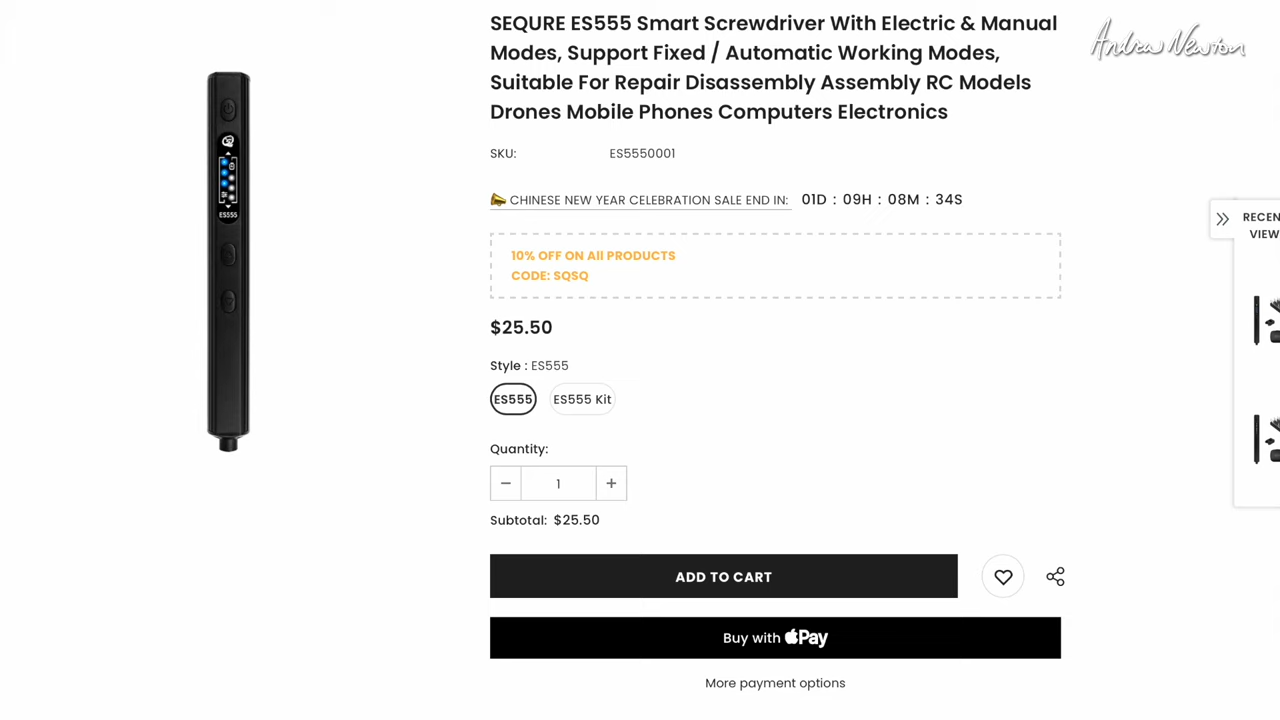 SEQURE ES555 Smart Screwdriver With Electric & Manual
Modes, Support Fixed / Automatic Working Modes,
Suitable For Repair Disassembly Assembly RC Models
Drones Mobile Phones Computers Electronics
Andrew Newton
SKU: ES5550001
CHINESE NEW YEAR CELEBRATION SALE END IN: 01D : 09H : 08M : 34S
10% OFF ON All PRODUCTS
CODE: SQSQ
RECEN
VIEW
$25.50
Style : ES555
ES555 ES555 Kit
Quantity:
− 1 +
Subtotal: $25.50
ADD TO CART
Buy with Pay
More payment options
ES555